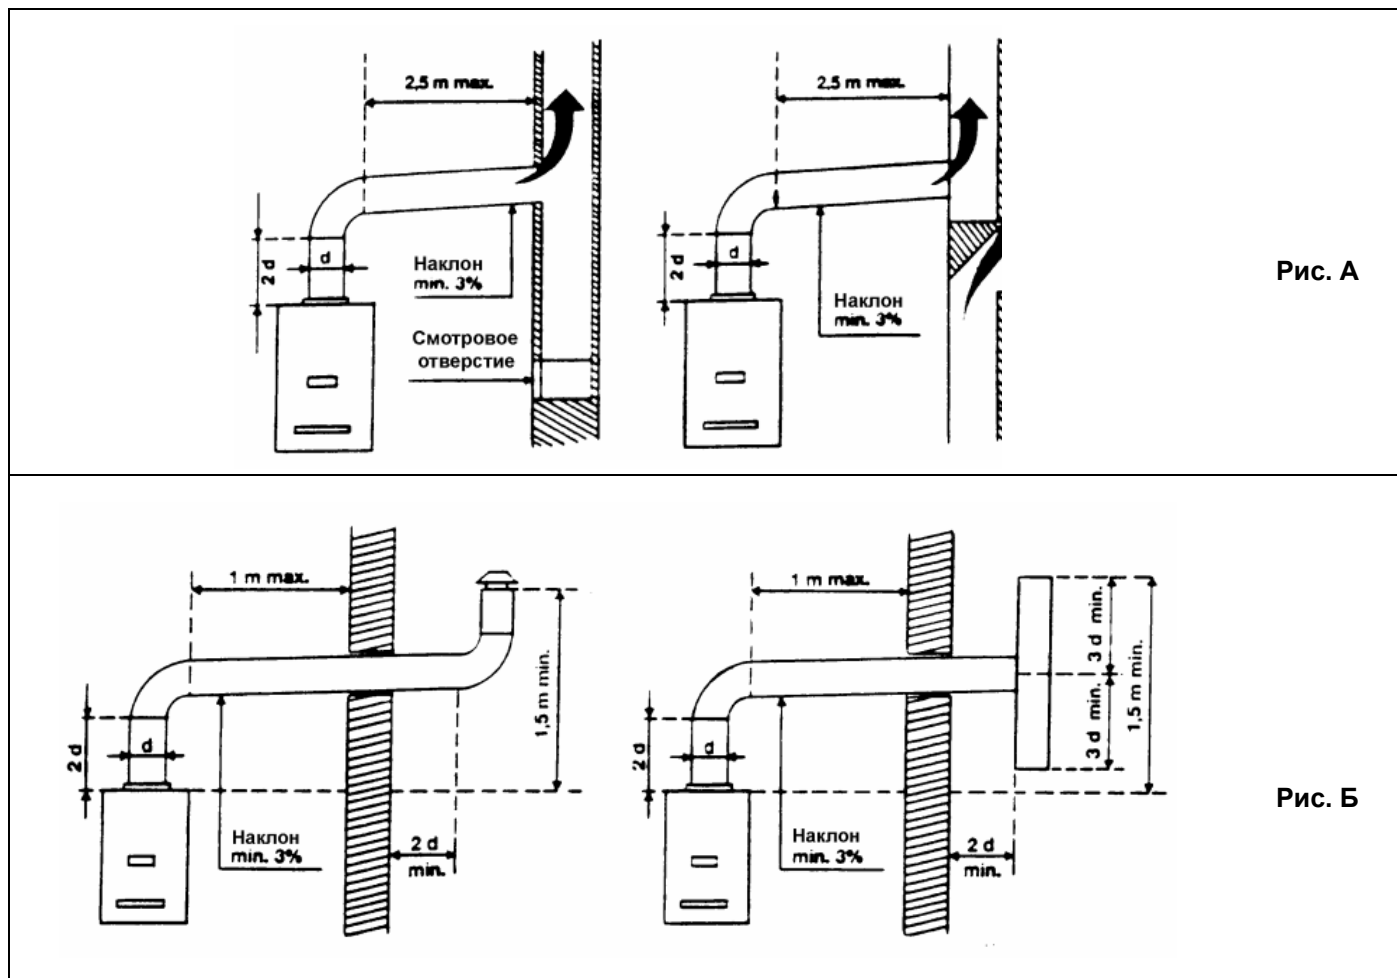 2,5 m max.
2 d
d
Наклон
min. 3%
Смотровое
отверстие
2,5 m max.
2 d
d
Наклон
min. 3%
Рис. А
1 m max.
2 d
d
Наклон
min. 3%
2 d
min.
1,5 m min.
1 m max.
2 d
d
Наклон
min. 3%
2 d
min.
3 d min.
3 d min.
1,5 m min.
Рис. Б